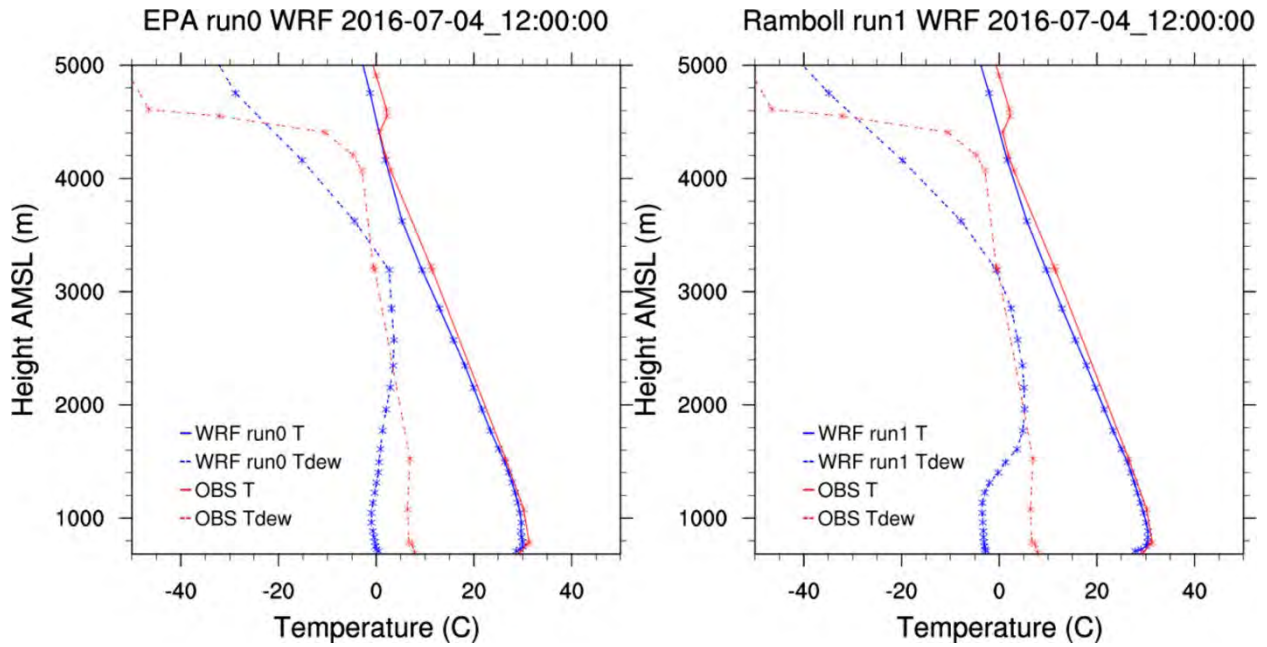 EPA run0 WRF 2016-07-04_12:00:00
5000
4000
3000
2000
1000
Height AMSL (m)
WRF run0 T
WRF run0 Tdew
OBS T
OBS Tdew
-40 -20 0 20 40
Temperature (C)
Ramboll run1 WRF 2016-07-04_12:00:00
5000
4000
3000
2000
1000
Height AMSL (m)
WRF run1 T
WRF run1 Tdew
OBS T
OBS Tdew
-40 -20 0 20 40
Temperature (C)